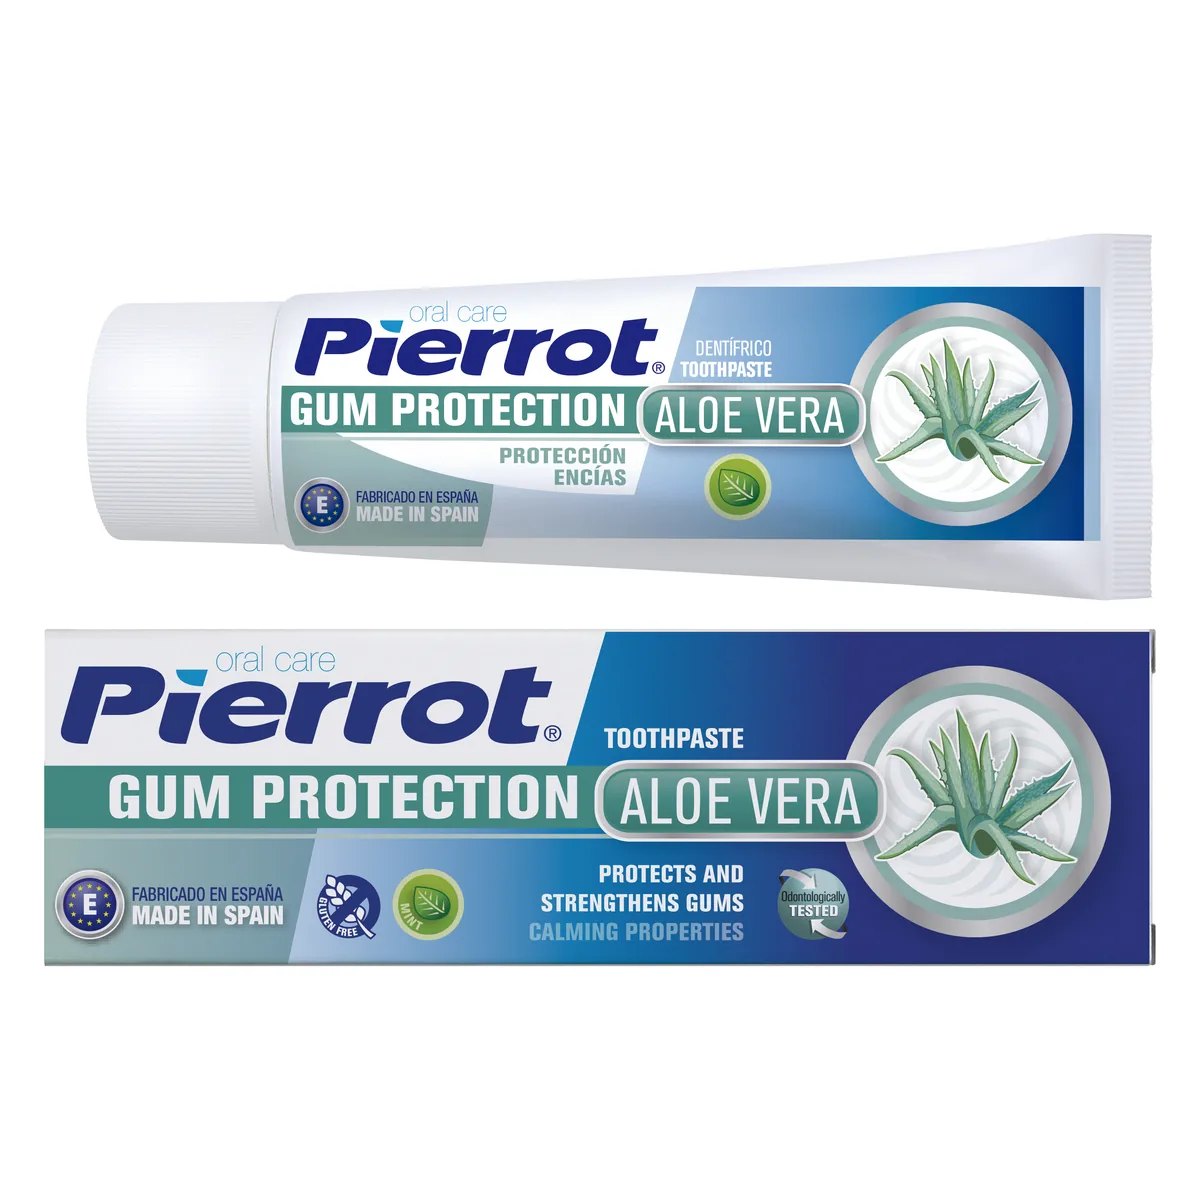 oral care
Pierrot®
DENTÍFRICO
TOOTHPASTE
GUM PROTECTION
ALOE VERA
PROTECCIÓN
ENCÍAS
E
FABRICADO EN ESPAÑA
MADE IN SPAIN
oral care
Pierrot®
TOOTHPASTE
GUM PROTECTION
ALOE VERA
E
FABRICADO EN ESPAÑA
MADE IN SPAIN
GLUTEN FREE
MINT
PROTECTS AND
STRENGTHENS GUMS
CALMING PROPERTIES
Odontologically
TESTED